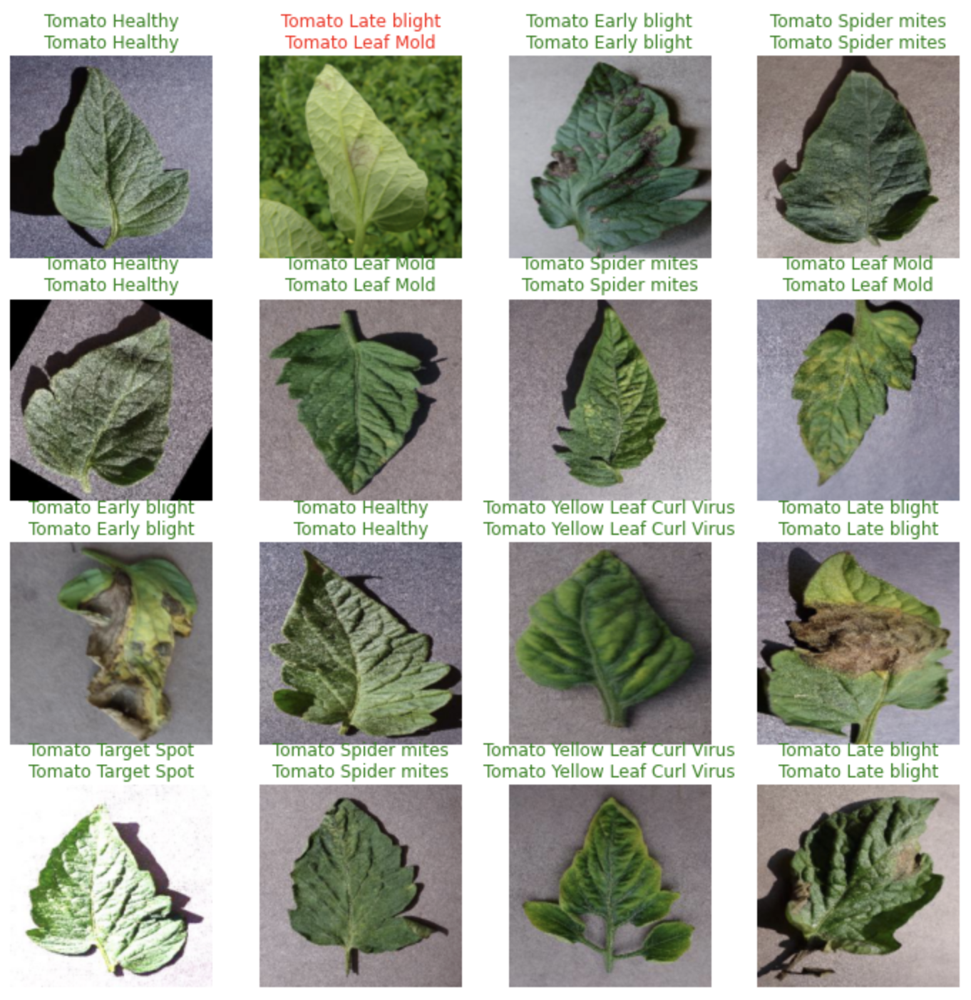 Tomato Healthy
Tomato Healthy
Tomato Late blight
Tomato Leaf Mold
Tomato Early blight
Tomato Early blight
Tomato Spider mites
Tomato Spider mites
Tomato Healthy
Tomato Healthy
Tomato Leaf Mold
Tomato Leaf Mold
Tomato Spider mites
Tomato Spider mites
Tomato Leaf Mold
Tomato Leaf Mold
Tomato Early blight
Tomato Early blight
Tomato Healthy
Tomato Healthy
Tomato Yellow Leaf Curl Virus
Tomato Yellow Leaf Curl Virus
Tomato Late blight
Tomato Late blight
Tomato Target Spot
Tomato Target Spot
Tomato Spider mites
Tomato Spider mites
Tomato Yellow Leaf Curl Virus
Tomato Yellow Leaf Curl Virus
Tomato Late blight
Tomato Late blight